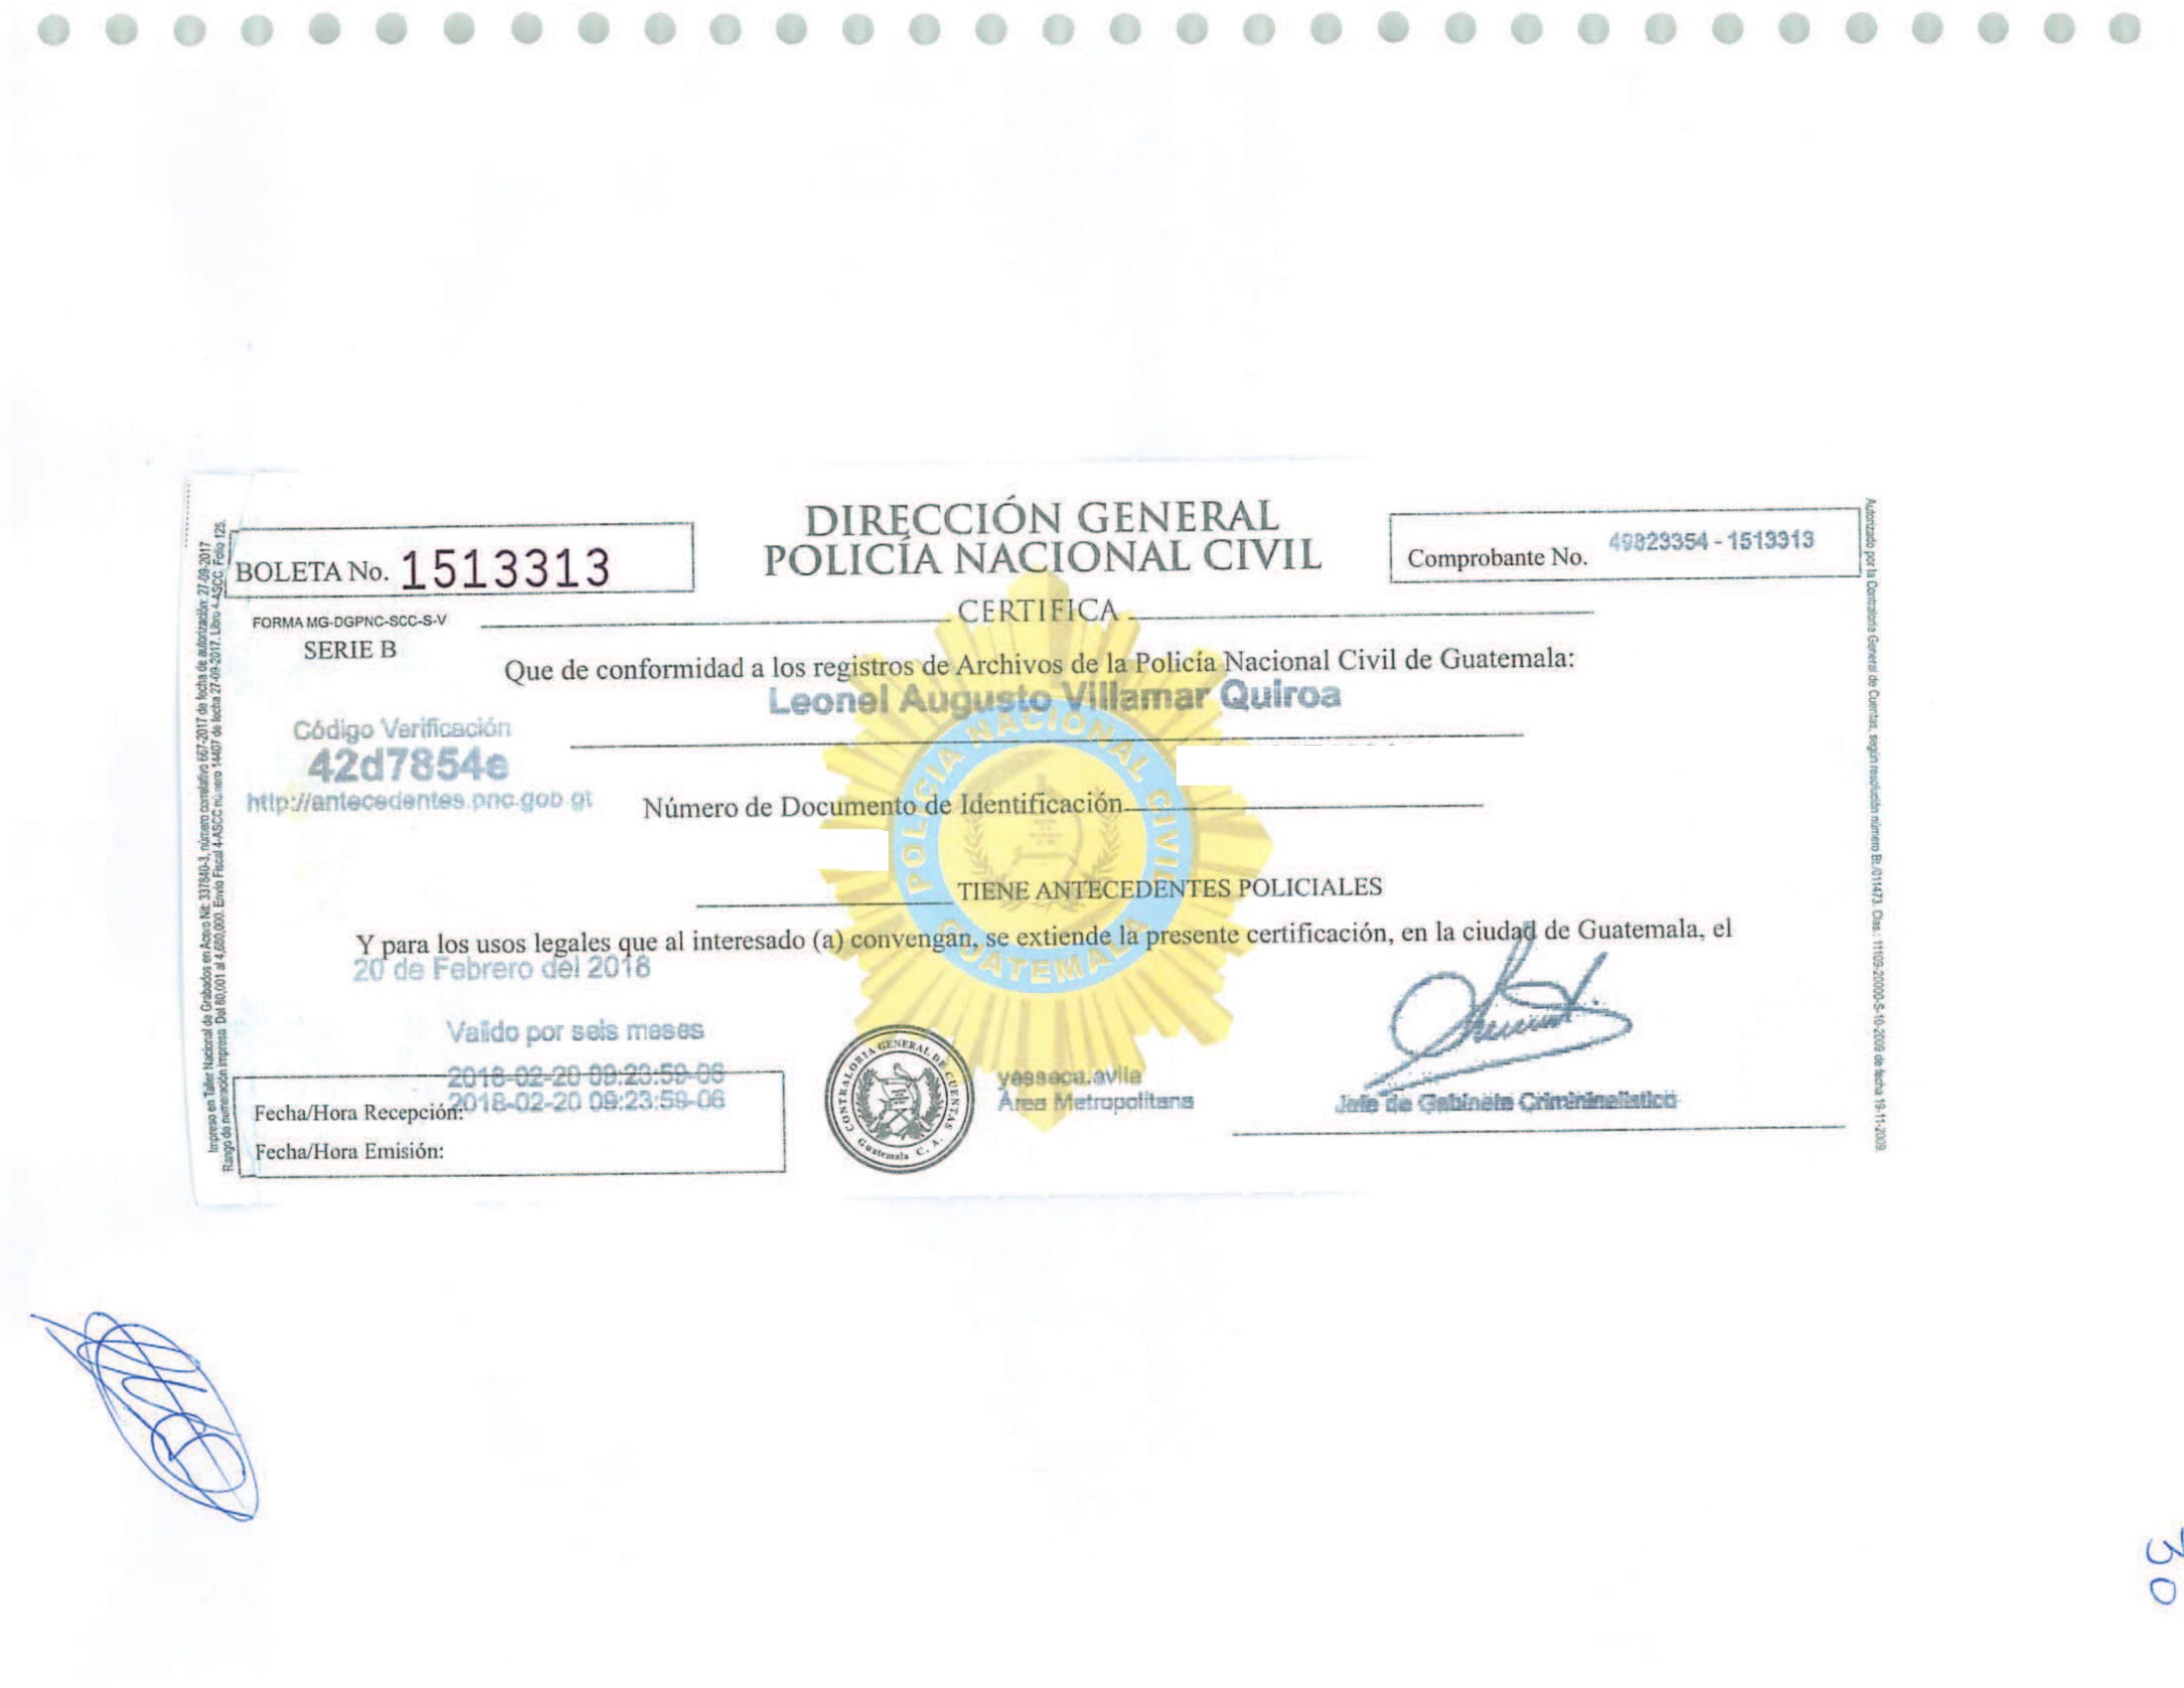 DIRECCIÓN GENERAL
POLICÍA NACIONAL CIVIL
BOLETA No. 1513313
Comprobante No. 49823354 - 1513313
CERTIFICA
FORMA MG-DGPNC-SCC-S-V
SERIE B
Que de conformidad a los registros de Archivos de la Policía Nacional Civil de Guatemala:
Leonel Augusto Villamar Quiroa
Código Verificación
42d7854e
http://antecedentes.pnc.gob.gt
Número de Documento de Identificación
POLICIA NACIONAL CIVIL
GUATEMALA
TIENE ANTECEDENTES POLICIALES
Y para los usos legales que al interesado (a) convengan, se extiende la presente certificación, en la ciudad de Guatemala, el
20 de Febrero del 2018
Valido por seis meses
2018-02-20 09:23:59-06
Fecha/Hora Recepción: 2018-02-20 09:23:59-06
Fecha/Hora Emisión:
CONTRALORIA GENERAL DE CUENTAS
Guatemala C. A.
yesseca.avila
Área Metropolitana
Jefe de Gabinete Crimininelistico
Impreso en Taller Nacional de Grabados en Acero Nit: 337840-3, número correlativo 667-2017 de fecha de autorización: 27-09-2017
Rango de numeración impresa: Del 80,001 al 4,680,000. Envío Fiscal 4-ASCC número 14407 de fecha 27-09-2017. Libro 4-ASCC Folio 125.
Autorizado por la Contraloría General de Cuentas, según resolución número Bt./011473. Clas.: 11109-20000-S-10-2009 de fecha 19-11-2009.
30